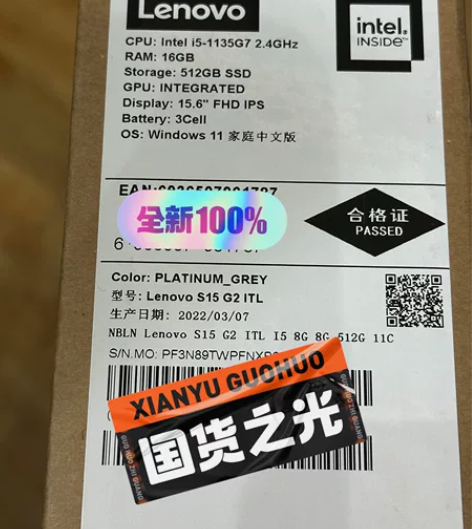 Lenovo
intel.
INSIDE™
CPU: Intel i5-1135G7 2.4GHz
RAM: 16GB
Storage: 512GB SSD
GPU: INTEGRATED
Display: 15.6" FHD IPS
Battery: 3Cell
OS: Windows 11 家庭中文版
全新100%
合格证
PASSED
Color: PLATINUM_GREY
型号: Lenovo S15 G2 ITL
生产日期: 2022/03/07
NBLN Lenovo S15 G2 ITL I5 8G 8G 512G 11C
S/N.MO:
XIANYU GUOHUO
国货之光